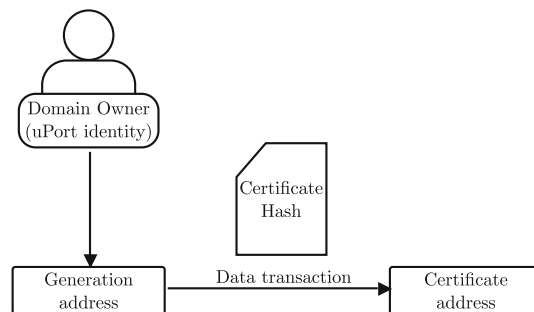 Domain Owner
(uPort identity)
Certificate
Hash
Data transaction
Generation
address
Certificate
address